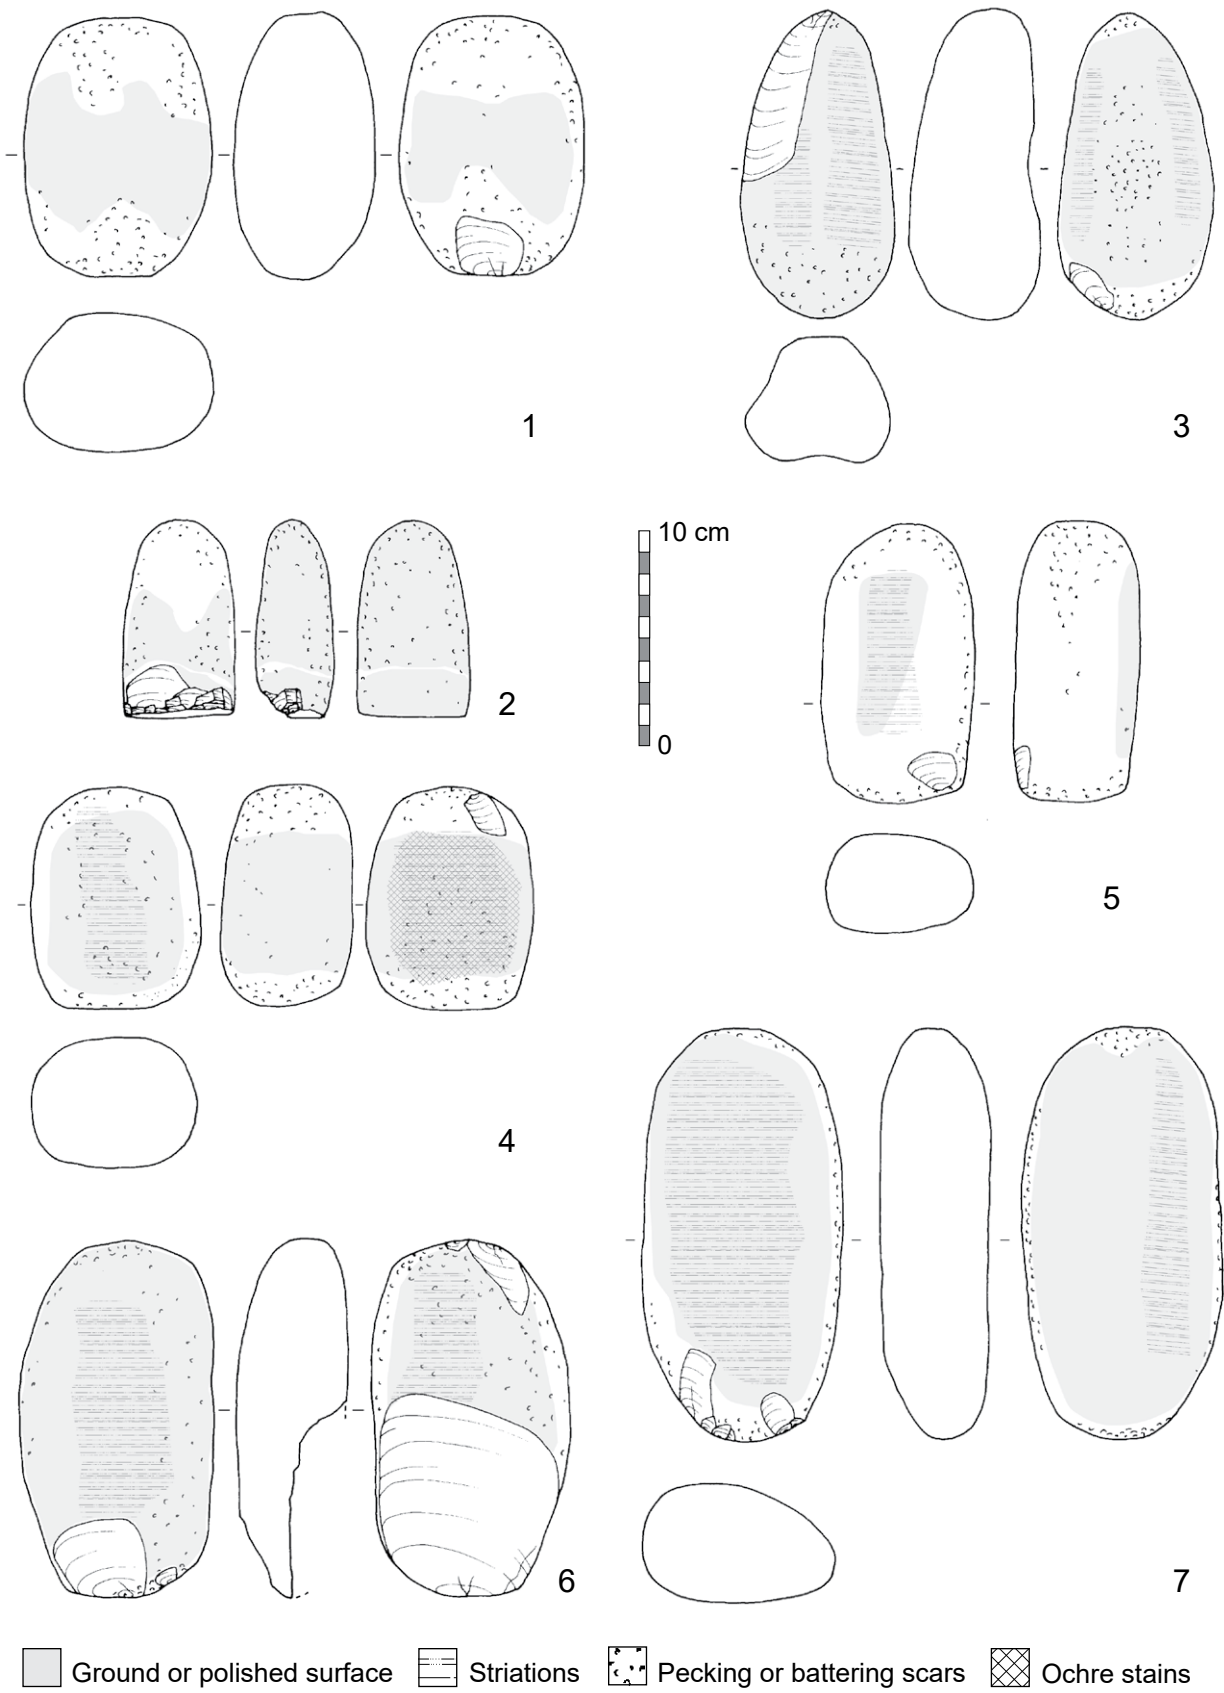 1
3
10 cm
0
2
5
4
6
7
Ground or polished surface
Striations
Pecking or battering scars
Ochre stains